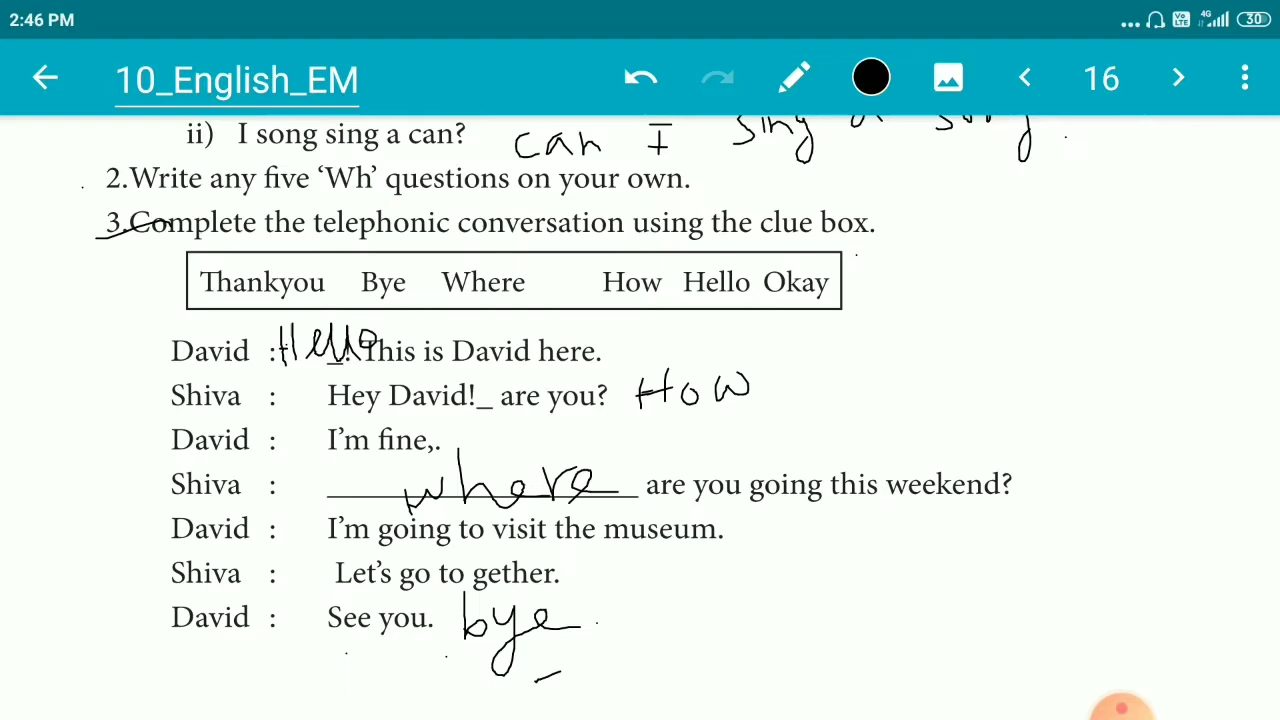 2:46 PM 4G 30
10_English_EM 16
ii) I song sing a can? can I sing a song.
2.Write any five ‘Wh’ questions on your own.
3.Complete the telephonic conversation using the clue box.
Thankyou Bye Where How Hello Okay
David : Hello _. This is David here.
Shiva : Hey David!_ are you? How
David : I'm fine,.
Shiva : where are you going this weekend?
David : I'm going to visit the museum.
Shiva : Let's go to gether.
David : See you. bye